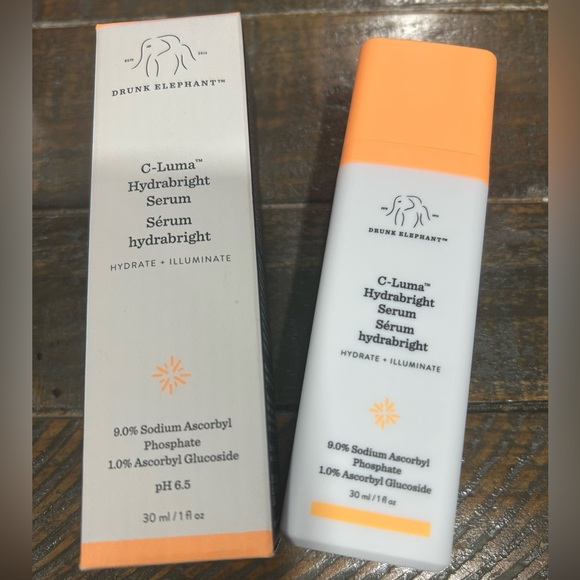 DRUNK ELEPHANT™
C-Luma™
Hydrabright
Serum
Sérum
hydrabright
HYDRATE + ILLUMINATE
9.0% Sodium Ascorbyl
Phosphate
1.0% Ascorbyl Glucoside
pH 6.5
30 ml / 1 fl oz
DRUNK ELEPHANT™
C-Luma™
Hydrabright
Serum
Sérum
hydrabright
HYDRATE + ILLUMINATE
9.0% Sodium Ascorbyl
Phosphate
1.0% Ascorbyl Glucoside
30 ml / 1 fl oz